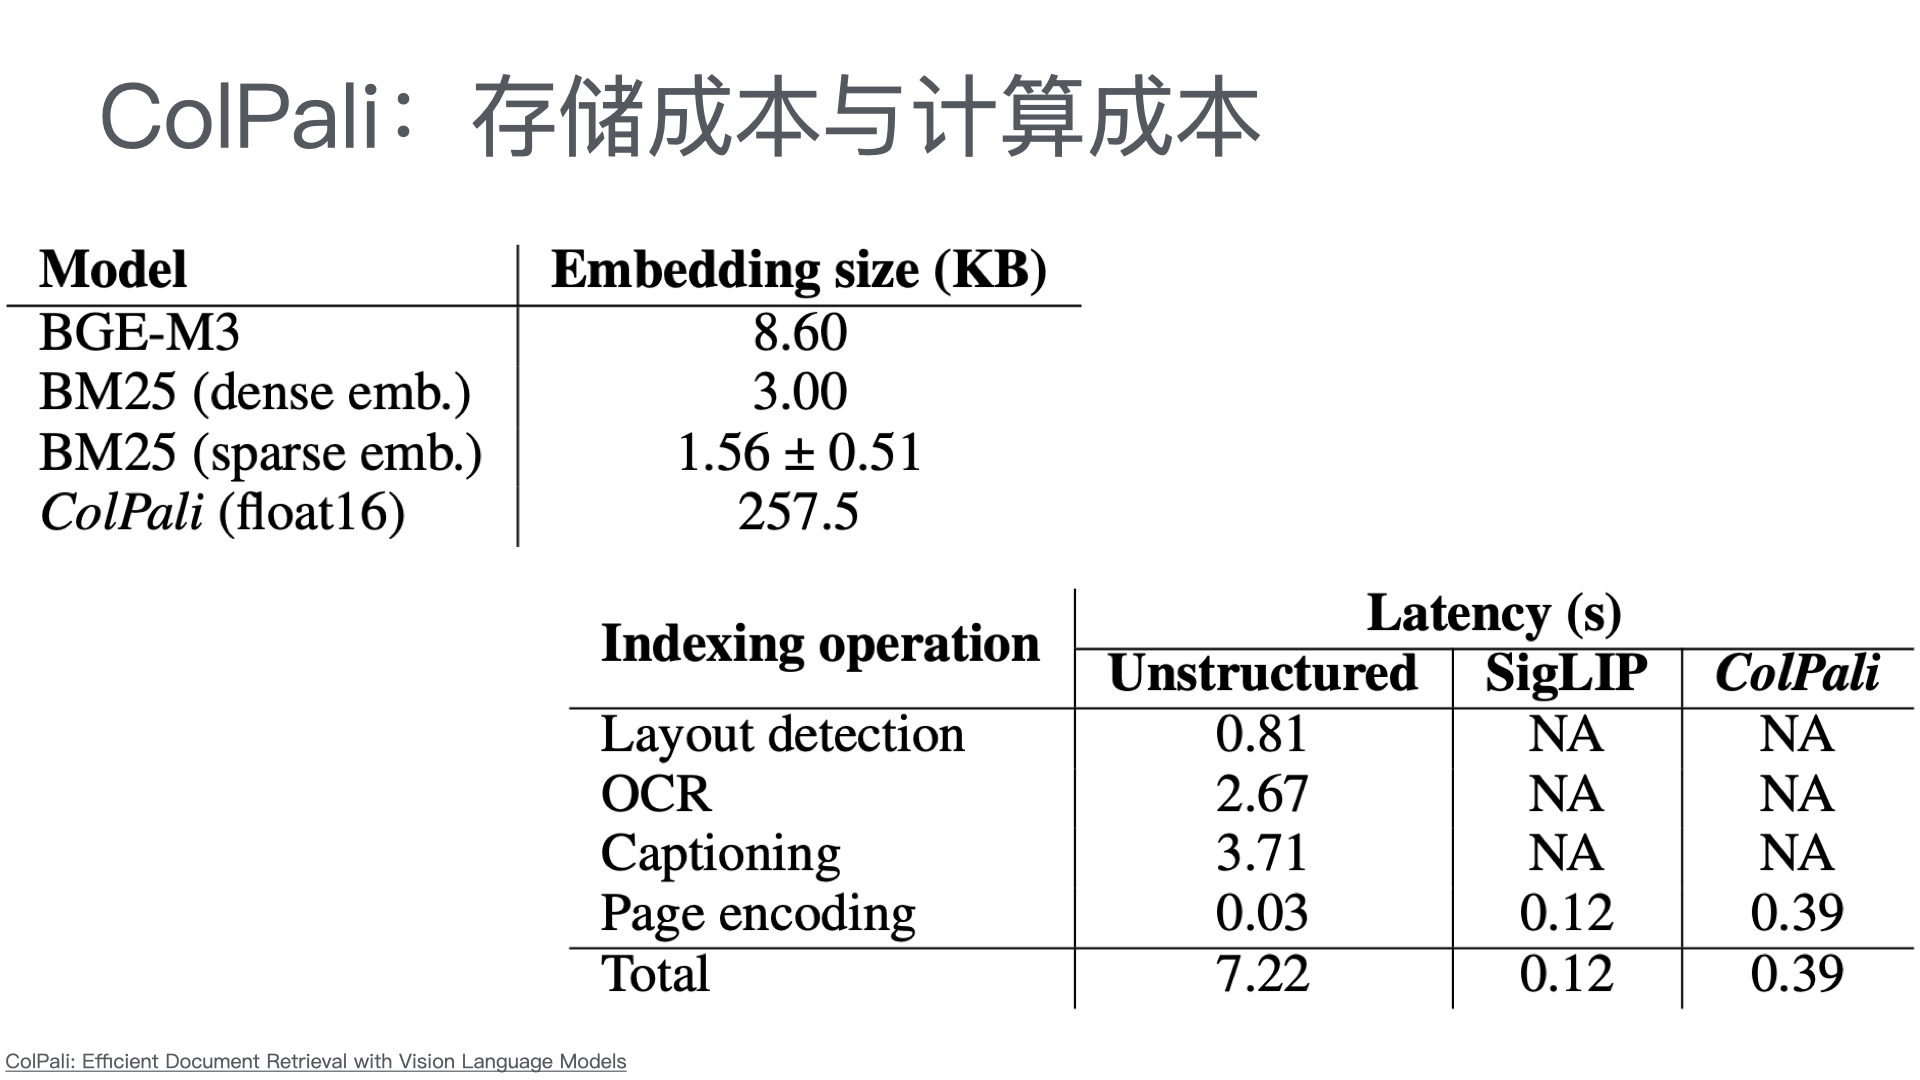 ColPali：存储成本与计算成本
Model Embedding size (KB)
BGE-M3 8.60
BM25 (dense emb.) 3.00
BM25 (sparse emb.) 1.56 ± 0.51
ColPali (float16) 257.5
Latency (s)
Indexing operation
Unstructured SigLIP ColPali
Layout detection 0.81 NA NA
OCR 2.67 NA NA
Captioning 3.71 NA NA
Page encoding 0.03 0.12 0.39
Total 7.22 0.12 0.39
ColPali: Efficient Document Retrieval with Vision Language Models